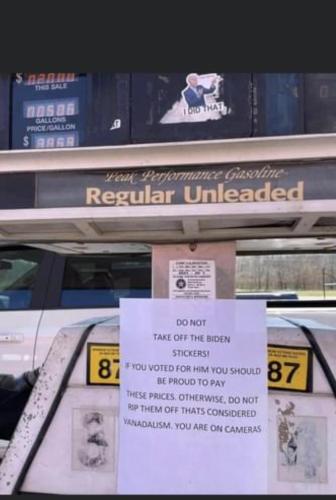 $
THIS SALE
GALLONS
PRICE/GALLON
$
I DID THAT
Peak Performance Gasoline
Regular Unleaded
DO NOT
TAKE OFF THE BIDEN
STICKERS!
IF YOU VOTED FOR HIM YOU SHOULD
BE PROUD TO PAY
THESE PRICES. OTHERWISE, DO NOT
RIP THEM OFF THATS CONSIDERED
VANADALISM. YOU ARE ON CAMERAS
87
87